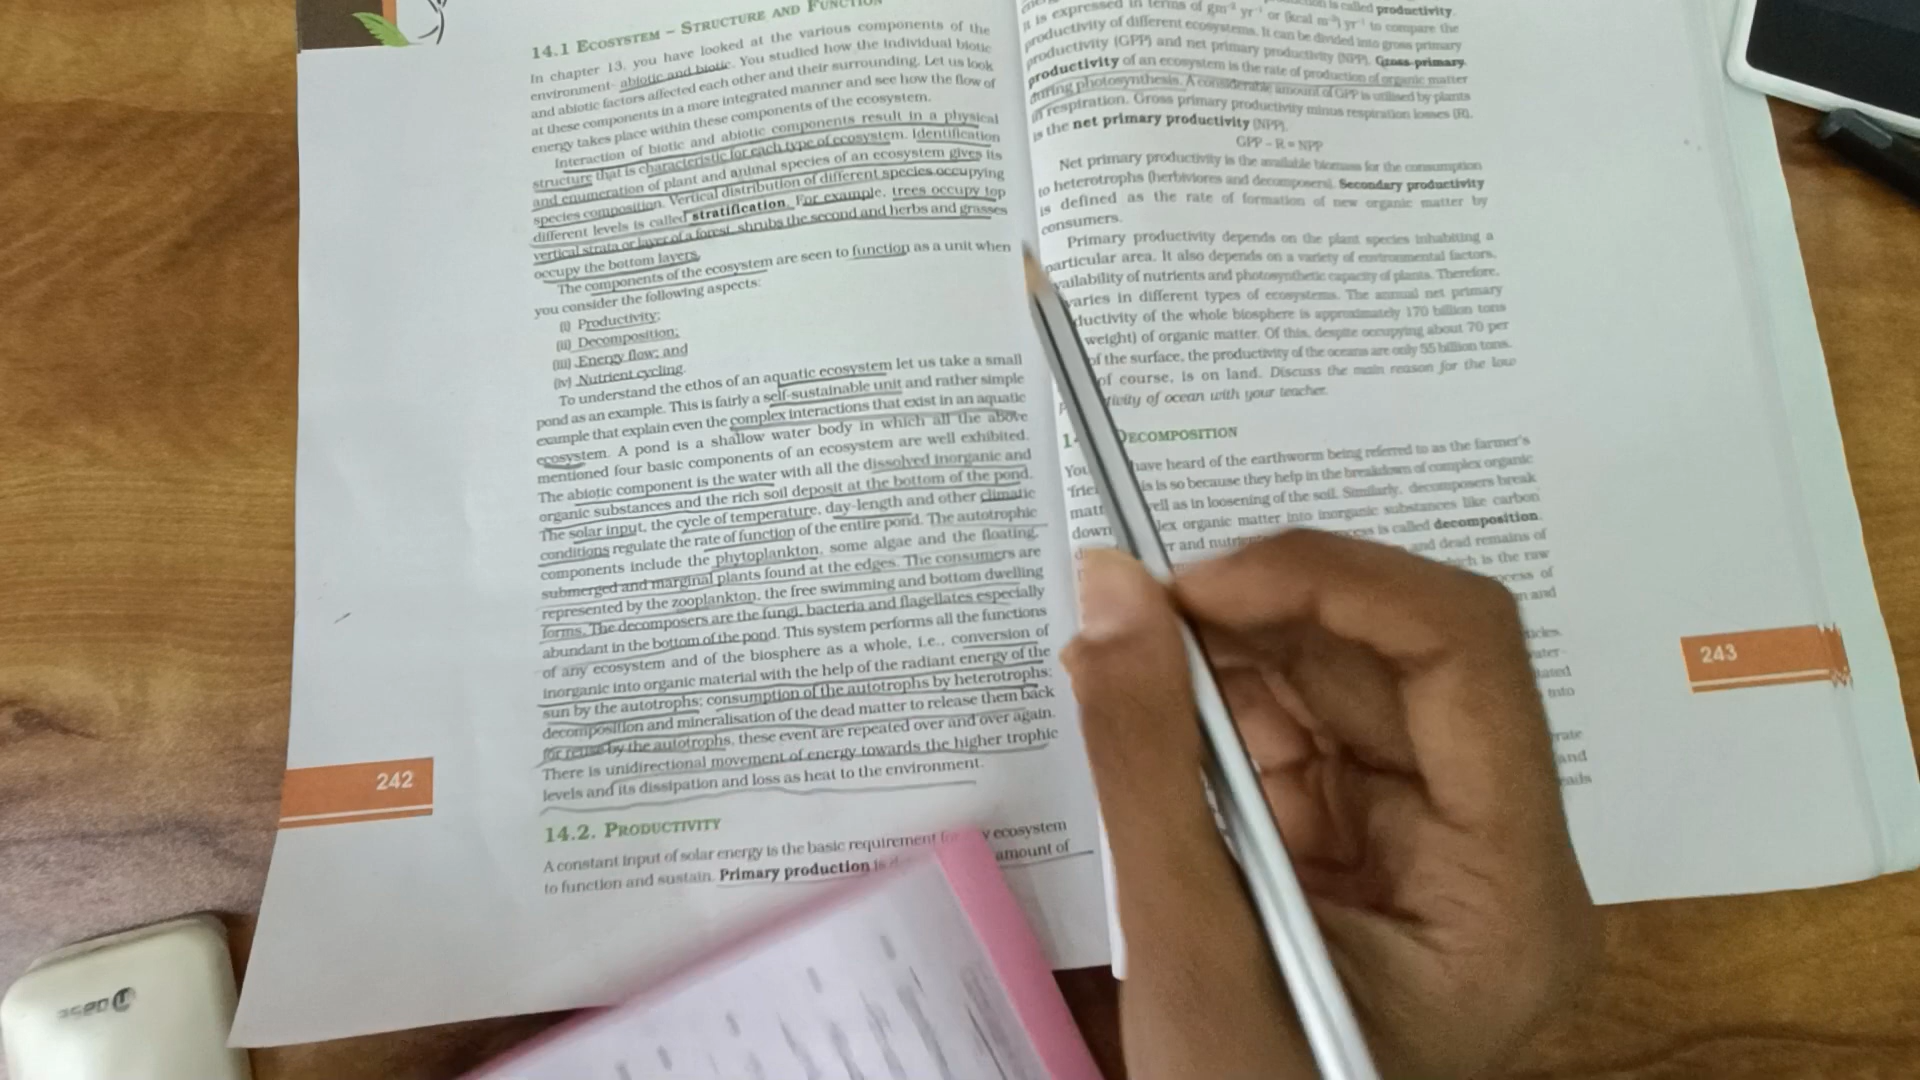 14.1 ECOSYSTEM – STRUCTURE AND FUNCTION
In chapter 13, you have looked at the various components of the
environment- abiotic and biotic. You studied how the individual biotic
and abiotic factors affected each other and their surrounding. Let us look
at these components in a more integrated manner and see how the flow of
energy takes place within these components of the ecosystem.
Interaction of biotic and abiotic components result in a physical
structure that is characteristic for each type of ecosystem. Identification
and enumeration of plant and animal species of an ecosystem gives its
species composition. Vertical distribution of different species occupying
different levels is called stratification. For example, trees occupy top
vertical strata or layer of a forest, shrubs the second and herbs and grasses
occupy the bottom layers.
The components of the ecosystem are seen to function as a unit when
you consider the following aspects:
(i) Productivity;
(ii) Decomposition;
(iii) Energy flow; and
(iv) Nutrient cycling.
To understand the ethos of an aquatic ecosystem let us take a small
pond as an example. This is fairly a self-sustainable unit and rather simple
example that explain even the complex interactions that exist in an aquatic
ecosystem. A pond is a shallow water body in which all the above
mentioned four basic components of an ecosystem are well exhibited.
The abiotic component is the water with all the dissolved inorganic and
organic substances and the rich soil deposit at the bottom of the pond.
The solar input, the cycle of temperature, day-length and other climatic
conditions regulate the rate of function of the entire pond. The autotrophic
components include the phytoplankton, some algae and the floating,
submerged and marginal plants found at the edges. The consumers are
represented by the zooplankton, the free swimming and bottom dwelling
forms. The decomposers are the fungi, bacteria and flagellates especially
abundant in the bottom of the pond. This system performs all the functions
of any ecosystem and of the biosphere as a whole, i.e., conversion of
inorganic into organic material with the help of the radiant energy of the
sun by the autotrophs; consumption of the autotrophs by heterotrophs;
decomposition and mineralisation of the dead matter to release them back
for reuse by the autotrophs, these event are repeated over and over again.
There is unidirectional movement of energy towards the higher trophic
levels and its dissipation and loss as heat to the environment.
14.2. PRODUCTIVITY
A constant input of solar energy is the basic requirement ecosystem
to function and sustain. Primary production is amount of
242
is called productivity.
It is expressed in terms of gm⁻² yr⁻¹ or (kcal m⁻²) yr⁻¹ to compare the
productivity of different ecosystems. It can be divided into gross primary
productivity (GPP) and net primary productivity (NPP). Gross primary
productivity of an ecosystem is the rate of production of organic matter
during photosynthesis. A considerable amount of GPP is utilised by plants
in respiration. Gross primary productivity minus respiration losses (R),
is the net primary productivity (NPP).
GPP – R = NPP
Net primary productivity is the available biomass for the consumption
to heterotrophs (herbiviores and decomposers). Secondary productivity
is defined as the rate of formation of new organic matter by
consumers.
Primary productivity depends on the plant species inhabiting a
particular area. It also depends on a variety of environmental factors,
availability of nutrients and photosynthetic capacity of plants. Therefore,
varies in different types of ecosystems. The annual net primary
ductivity of the whole biosphere is approximately 170 billion tons
weight) of organic matter. Of this, despite occupying about 70 per
of the surface, the productivity of the oceans are only 55 billion tons.
of course, is on land. Discuss the main reason for the low
tivity of ocean with your teacher.
DECOMPOSITION
You have heard of the earthworm being referred to as the farmer's
is is so because they help in the breakdown of complex organic
matt ell as in loosening of the soil. Similarly, decomposers break
down lex organic matter into inorganic substances like carbon
r and is called decomposition.
and dead remains of
which is the raw
of
and
into
rate
and
243